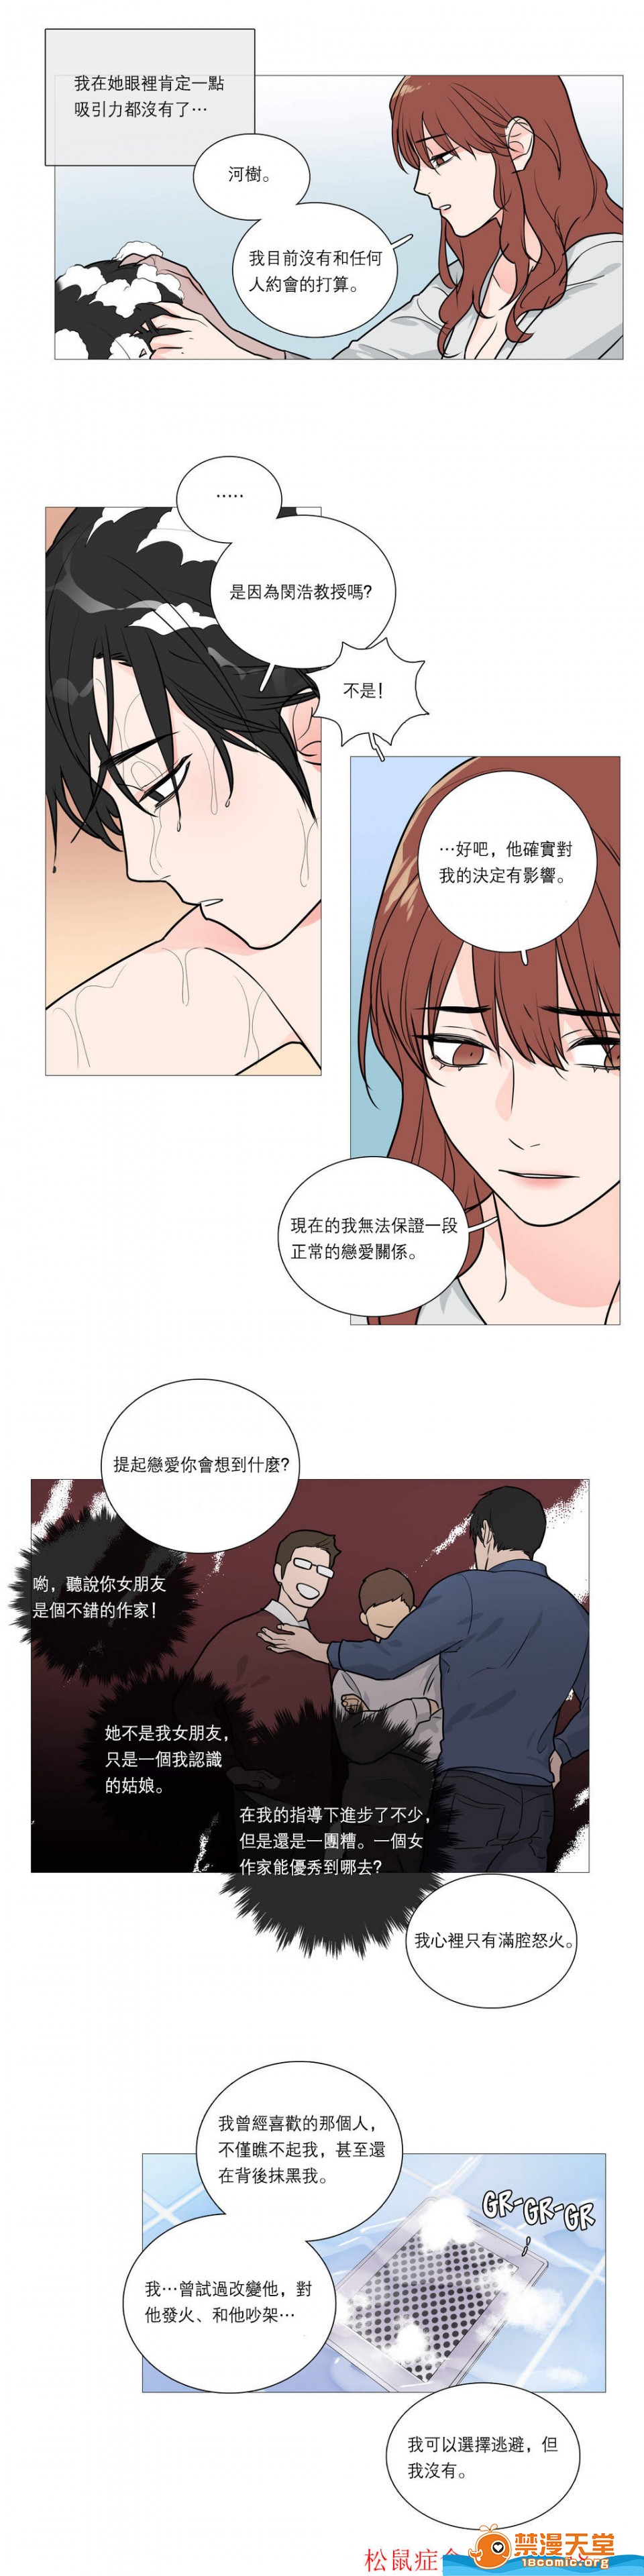 我在她眼裡肯定一點
吸引力都沒有了⋯
河樹。
我目前沒有和任何
人約會的打算。
⋯⋯
是因為閔浩教授嗎?
不是!
⋯好吧，他確實對
我的決定有影響。
現在的我無法保證一段
正常的戀愛關係。
提起戀愛你會想到什麼?
喲，聽說你女朋友
是個不錯的作家!
她不是我女朋友，
只是一個我認識
的姑娘。
在我的指導下進步了不少，
但是還是一團糟。一個女
作家能優秀到哪去?
我心裡只有滿腔怒火。
我曾經喜歡的那個人，
不僅瞧不起我，甚至還
在背後抹黑我。
GR-GR-GR
我⋯曾試過改變他，對
他發火、和他吵架⋯
我可以選擇逃避，但
我沒有。
松鼠症
禁漫天堂
18comic.org